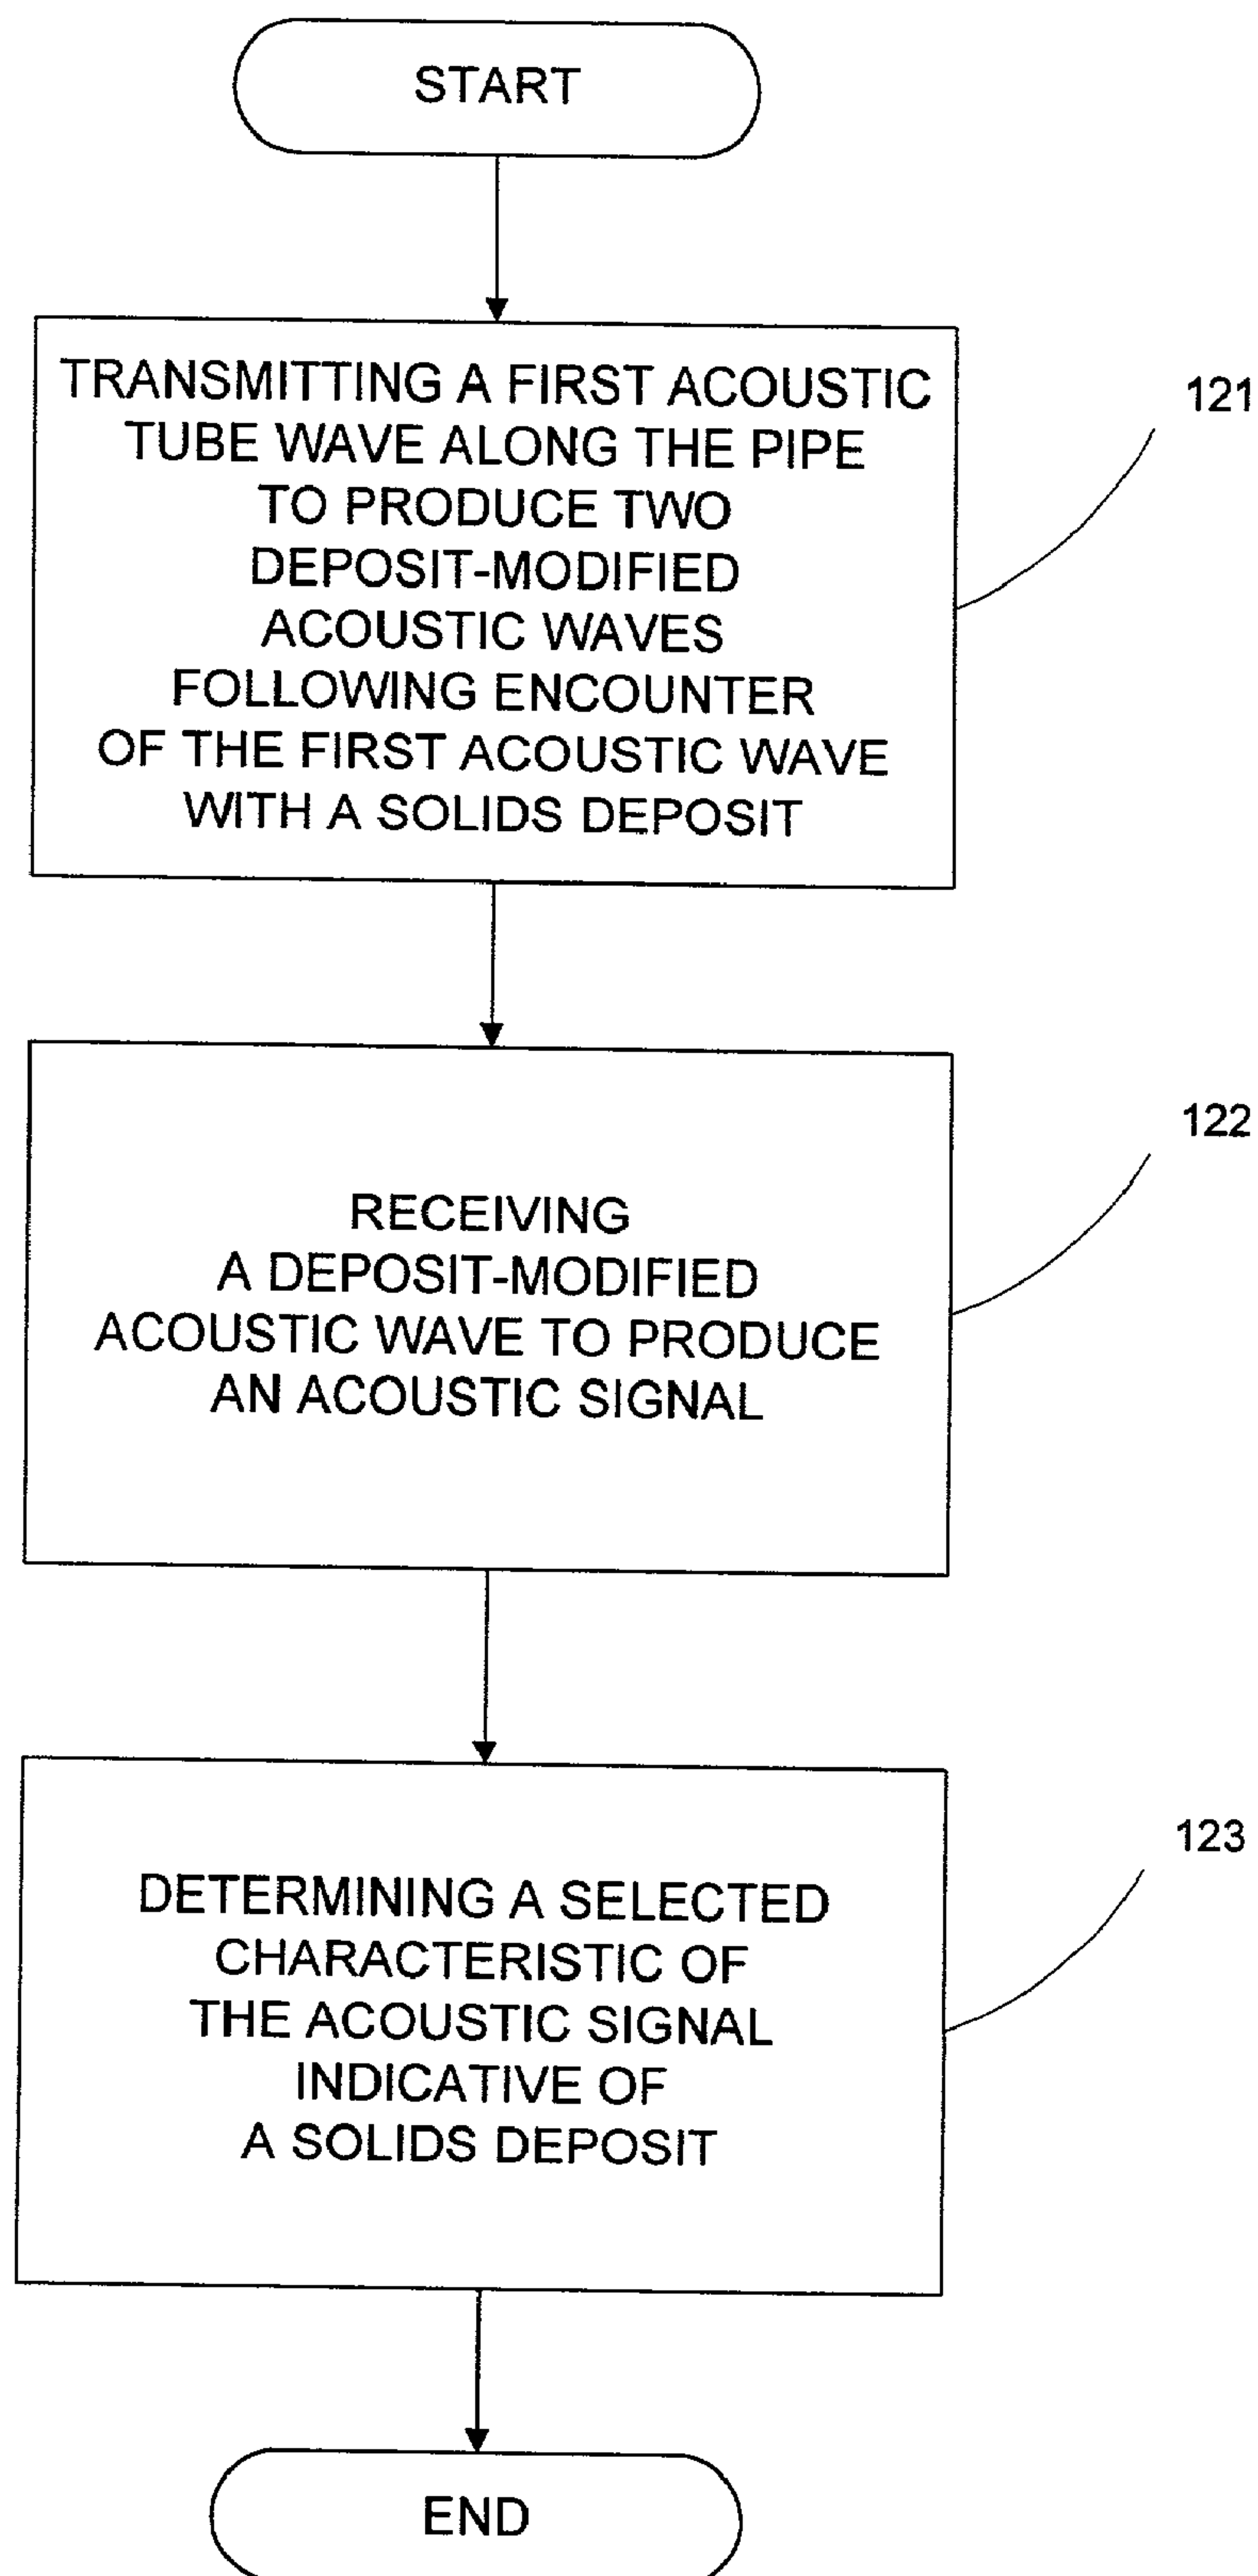 START
TRANSMITTING A FIRST ACOUSTIC
TUBE WAVE ALONG THE PIPE
TO PRODUCE TWO
DEPOSIT-MODIFIED
ACOUSTIC WAVES
FOLLOWING ENCOUNTER
OF THE FIRST ACOUSTIC WAVE
WITH A SOLIDS DEPOSIT
121
RECEIVING
A DEPOSIT-MODIFIED
ACOUSTIC WAVE TO PRODUCE
AN ACOUSTIC SIGNAL
122
DETERMINING A SELECTED
CHARACTERISTIC OF
THE ACOUSTIC SIGNAL
INDICATIVE OF
A SOLIDS DEPOSIT
123
END